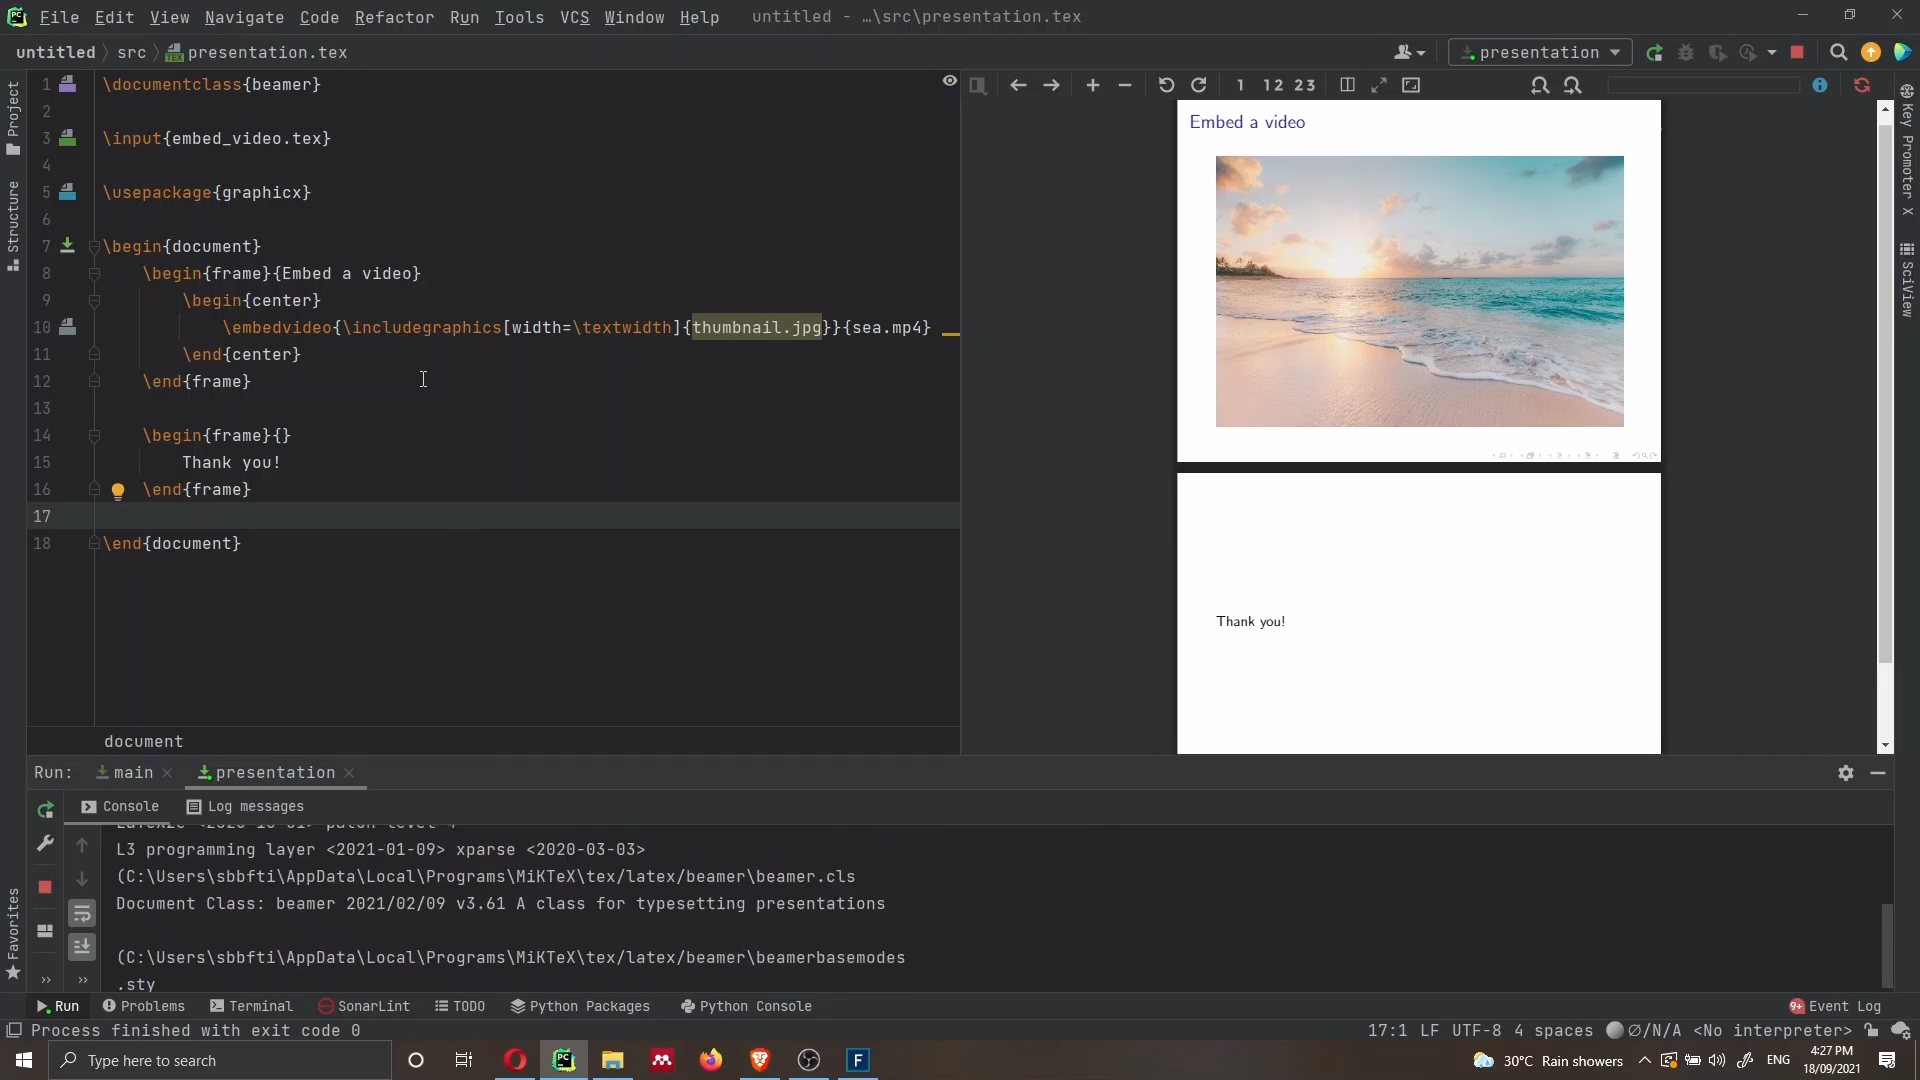 File Edit View Navigate Code Refactor Run Tools VCS Window Help untitled - …\src\presentation.tex
untitled src presentation.tex presentation
1 \documentclass{beamer}
2
3 \input{embed_video.tex}
4
5 \usepackage{graphicx}
6
7 \begin{document}
8 \begin{frame}{Embed a video}
9 \begin{center}
10 \embedvideo{\includegraphics[width=\textwidth]{thumbnail.jpg}}{sea.mp4}
11 \end{center}
12 \end{frame}
13
14 \begin{frame}{}
15 Thank you!
16 \end{frame}
17
18 \end{document}
document
1 12 23
Embed a video
Thank you!
Project
Structure
Favorites
Key Promoter X
SciView
Run: main presentation
Console Log messages
L3 programming layer <2021-01-09> xparse <2020-03-03>
(C:\Users\sbbfti\AppData\Local\Programs\MiKTeX\tex/latex/beamer\beamer.cls
Document Class: beamer 2021/02/09 v3.61 A class for typesetting presentations
(C:\Users\sbbfti\AppData\Local\Programs\MiKTeX\tex/latex/beamer\beamerbasemodes
.sty
Run Problems Terminal SonarLint TODO Python Packages Python Console 9+ Event Log
Process finished with exit code 0 17:1 LF UTF-8 4 spaces Ø/N/A <No interpreter>
Type here to search 30°C Rain showers ENG 4:27 PM
18/09/2021